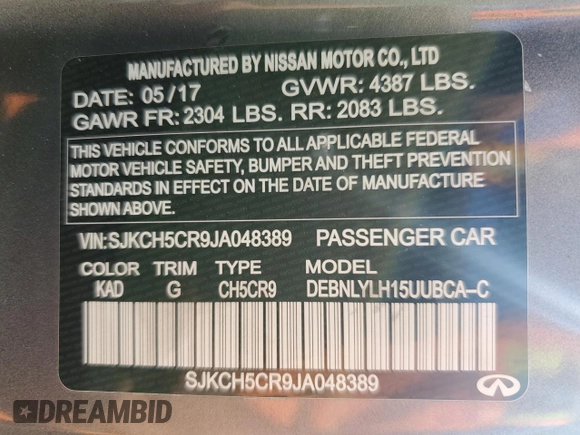 MANUFACTURED BY NISSAN MOTOR CO., LTD
DATE: 05 / 17 GVWR: 4387 LBS.
GAWR FR: 2304 LBS. RR: 2083 LBS.
THIS VEHICLE CONFORMS TO ALL APPLICABLE FEDERAL
MOTOR VEHICLE SAFETY, BUMPER AND THEFT PREVENTION
STANDARDS IN EFFECT ON THE DATE OF MANUFACTURE
SHOWN ABOVE.
VIN:SJKCH5CR9JA048389 PASSENGER CAR
COLOR TRIM TYPE MODEL
KAD G CH5CR9 DEBNLYLH15UUBCA-C
SJKCH5CR9JA048389
DREAMBID